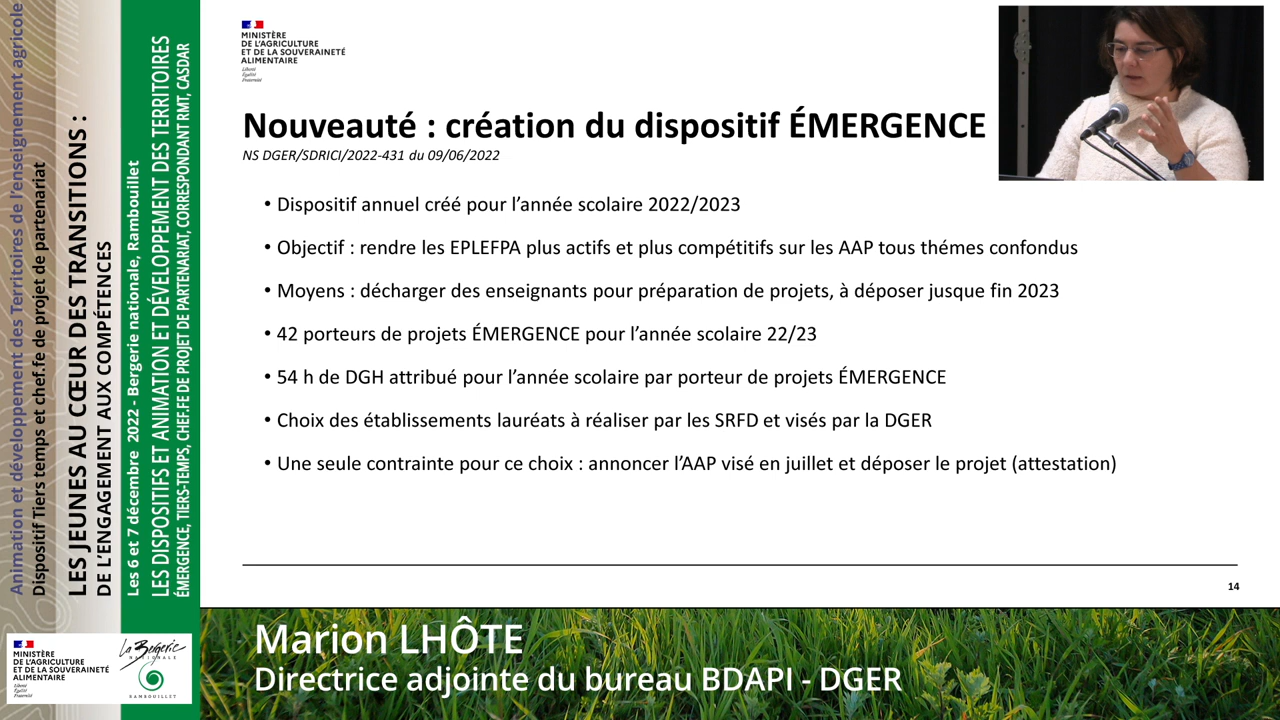 Animation et développement des Territoires de l'enseignement agricole
Dispositif Tiers temps et chef.fe de projet de partenariat
LES JEUNES AU CŒUR DES TRANSITIONS :
DE L'ENGAGEMENT AUX COMPÉTENCES
Les 6 et 7 décembre 2022 - Bergerie nationale, Rambouillet
LES DISPOSITIFS ET ANIMATION ET DÉVELOPPEMENT DES TERRITOIRES
ÉMERGENCE, TIERS-TEMPS, CHEF.FE DE PROJET DE PARTENARIAT, CORRESPONDANT RMT, CASDAR
MINISTÈRE
DE L'AGRICULTURE
ET DE LA SOUVERAINETÉ
ALIMENTAIRE
Liberté
Égalité
Fraternité
Nouveauté : création du dispositif ÉMERGENCE
NS DGER/SDRICI/2022-431 du 09/06/2022
• Dispositif annuel créé pour l'année scolaire 2022/2023
• Objectif : rendre les EPLEFPA plus actifs et plus compétitifs sur les AAP tous thémes confondus
• Moyens : décharger des enseignants pour préparation de projets, à déposer jusque fin 2023
• 42 porteurs de projets ÉMERGENCE pour l'année scolaire 22/23
• 54 h de DGH attribué pour l'année scolaire par porteur de projets ÉMERGENCE
• Choix des établissements lauréats à réaliser par les SRFD et visés par la DGER
• Une seule contrainte pour ce choix : annoncer l'AAP visé en juillet et déposer le projet (attestation)
14
MINISTÈRE
DE L'AGRICULTURE
ET DE LA SOUVERAINETÉ
ALIMENTAIRE
Liberté
Égalité
Fraternité
La Bergerie
NATIONALE
RAMBOUILLET
Marion LHÔTE
Directrice adjointe du bureau BDAPI - DGER